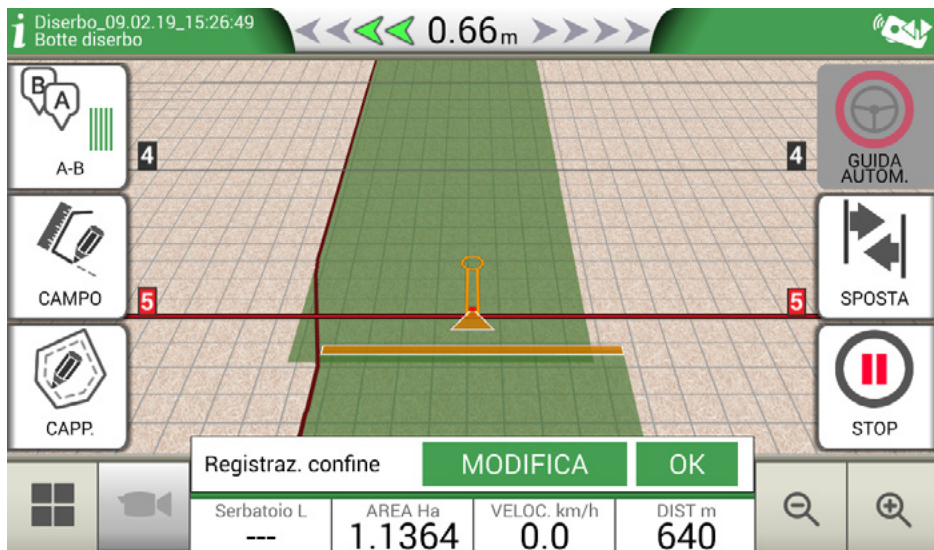 Diserbo_09.02.19_15:26:49
Botte diserbo
0.66m
B
A
A-B
4
4
GUIDA
AUTOM.
CAMPO
5
5
SPOSTA
CAPP.
STOP
Registraz. confine
MODIFICA
OK
Serbatoio L
AREA Ha
VELOC. km/h
DIST m
---
1.1364
0.0
640